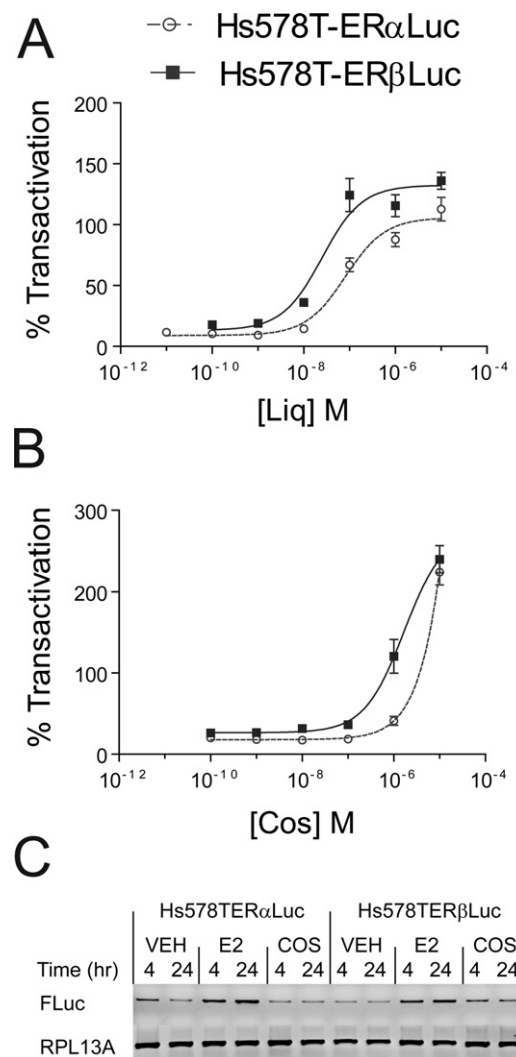 A
Hs578T-ERαLuc
Hs578T-ERβLuc
% Transactivation
200
150
100
50
0
10⁻¹² 10⁻¹⁰ 10⁻⁸ 10⁻⁶ 10⁻⁴
[Liq] M
B
% Transactivation
300
200
100
0
10⁻¹² 10⁻¹⁰ 10⁻⁸ 10⁻⁶ 10⁻⁴
[Cos] M
C
Hs578TERαLuc Hs578TERβLuc
VEH E2 COS VEH E2 COS
Time (hr) 4 24 4 24 4 24 4 24 4 24 4 24
FLuc
RPL13A